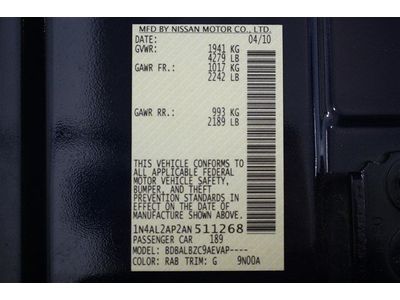 MFD BY NISSAN MOTOR CO., LTD.
DATE: 04/10
GVWR: 1941 KG
4279 LB
GAWR FR.: 1017 KG
2242 LB
GAWR RR.: 993 KG
2189 LB
THIS VEHICLE CONFORMS TO
ALL APPLICABLE FEDERAL
MOTOR VEHICLE SAFETY,
BUMPER, AND THEFT
PREVENTION STANDARDS IN
EFFECT ON THE DATE OF
MANUFACTURE SHOWN ABOVE.
1N4AL2AP2AN511268
PASSENGER CAR 189
MODEL: BDBALBZC9AEVAP----
COLOR: RAB TRIM: G 9N00A